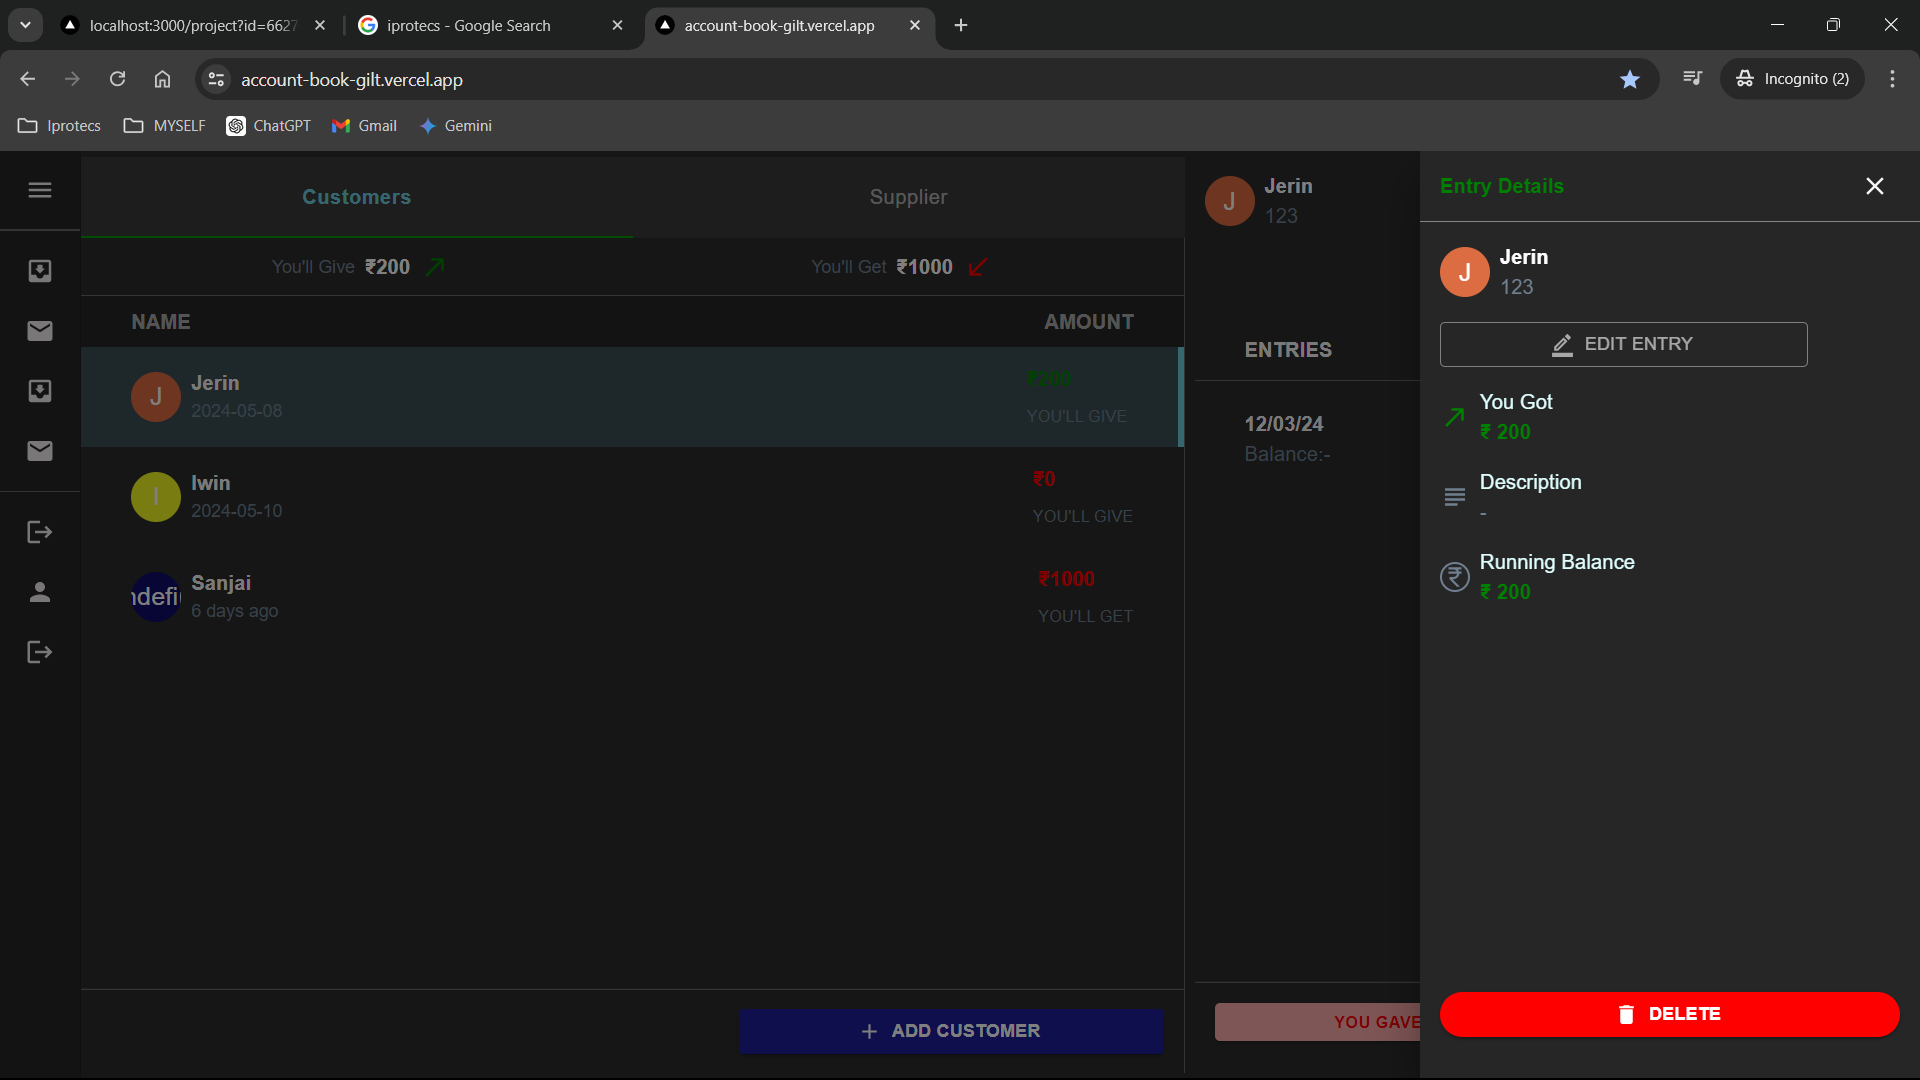 localhost:3000/project?id=6627
iprotecs - Google Search
account-book-gilt.vercel.app
account-book-gilt.vercel.app
Incognito (2)
Iprotecs
MYSELF
ChatGPT
Gmail
Gemini
Customers
Supplier
You'll Give ₹200
You'll Get ₹1000
NAME
AMOUNT
J
Jerin
2024-05-08
₹200
YOU'LL GIVE
I
Iwin
2024-05-10
₹0
YOU'LL GIVE
ndefi
Sanjai
6 days ago
₹1000
YOU'LL GET
+ ADD CUSTOMER
J
Jerin
123
ENTRIES
12/03/24
Balance:-
YOU GAVE
Entry Details
J
Jerin
123
EDIT ENTRY
You Got
₹ 200
Description
-
Running Balance
₹ 200
DELETE